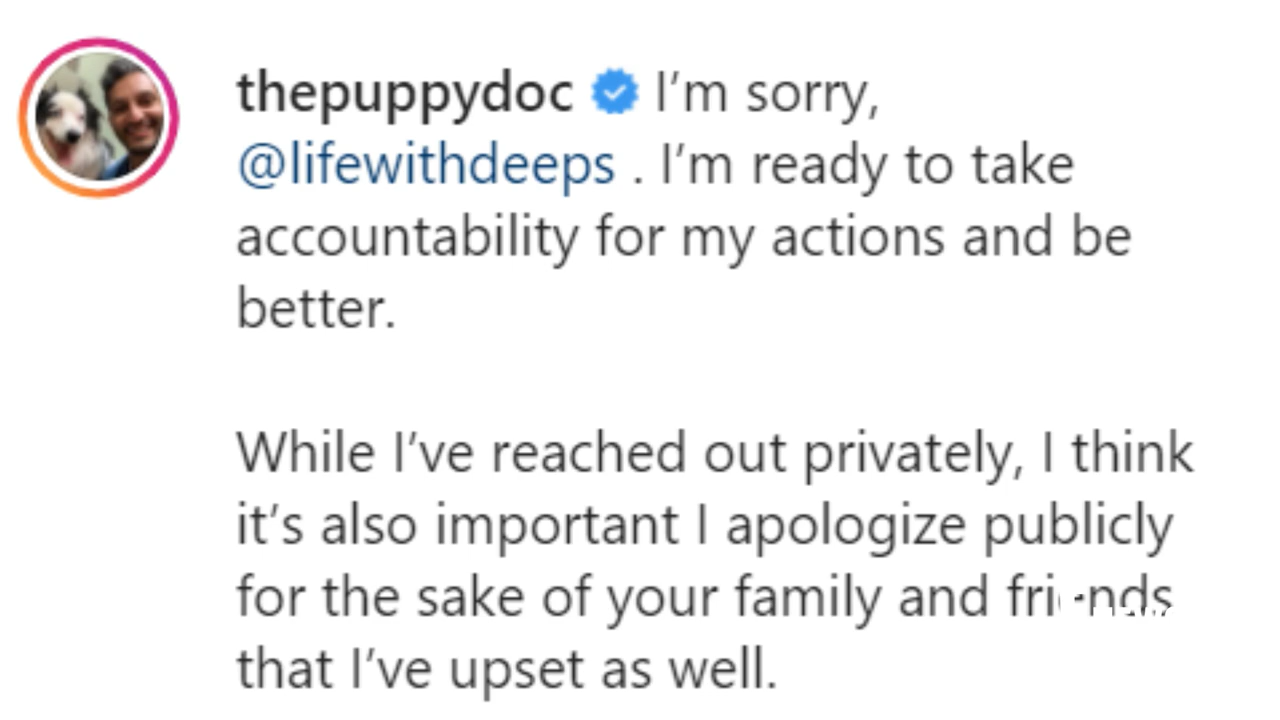 thepuppydoc I’m sorry,
@lifewithdeeps . I’m ready to take
accountability for my actions and be
better.
While I’ve reached out privately, I think
it’s also important I apologize publicly
for the sake of your family and friends
that I’ve upset as well.